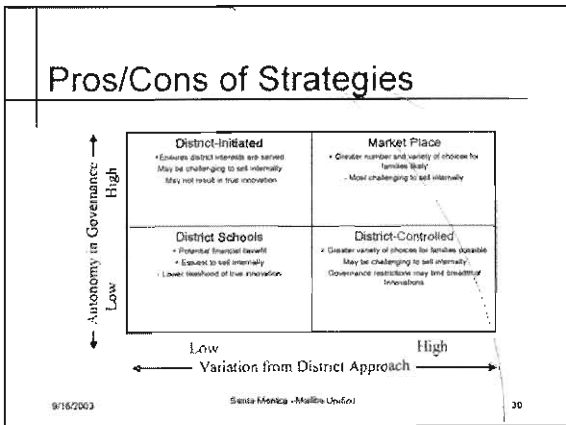 Pros/Cons of Strategies
Autonomy in Governance
High
Low
District-Initiated
• Ensures district interests are served
May be challenging to sell internally
May not result in true innovation
Market Place
• Greater number and variety of choices for
families likely
- Most challenging to sell internally
District Schools
• Potential financial benefit
• Easiest to sell internally
- Lower likelihood of true innovation
District-Controlled
• Greater variety of choices for families possible
May be challenging to sell internally
Governance restrictions may limit breadth of
Innovations
Low
High
Variation from District Approach
9/16/2003
Santa Monica - Malibu Unified
30